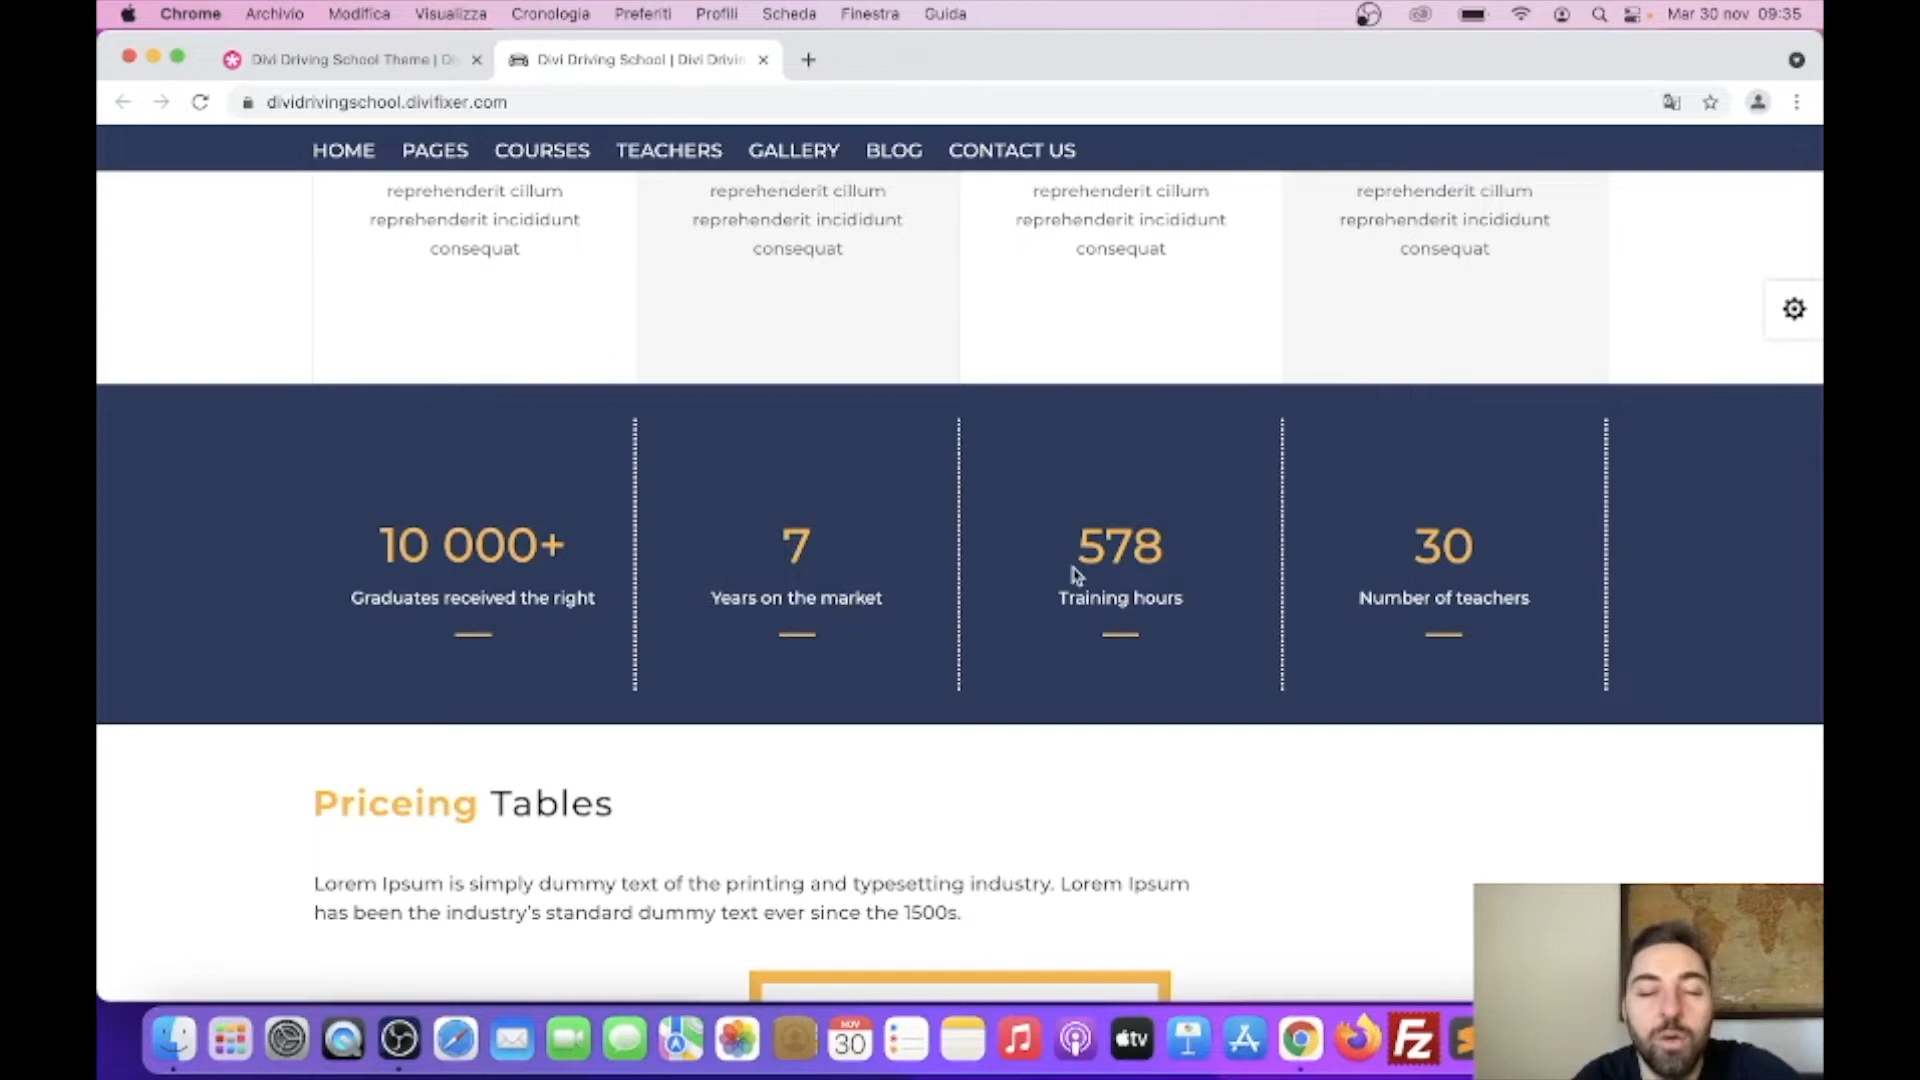 Chrome Archivio Modifica Visualizza Cronologia Preferiti Profili Scheda Finestra Guida Mar 30 nov 09:35
Divi Driving School Theme | Di Divi Driving School | Divi Drivin
dividrivingschool.divifixer.com
HOME PAGES COURSES TEACHERS GALLERY BLOG CONTACT US
reprehenderit cillum reprehenderit cillum reprehenderit cillum reprehenderit cillum
reprehenderit incididunt reprehenderit incididunt reprehenderit incididunt reprehenderit incididunt
consequat consequat consequat consequat
10 000+ 7 578 30
Graduates received the right Years on the market Training hours Number of teachers
Priceing Tables
Lorem Ipsum is simply dummy text of the printing and typesetting industry. Lorem Ipsum
has been the industry's standard dummy text ever since the 1500s.
NOV
30
tv
FZ